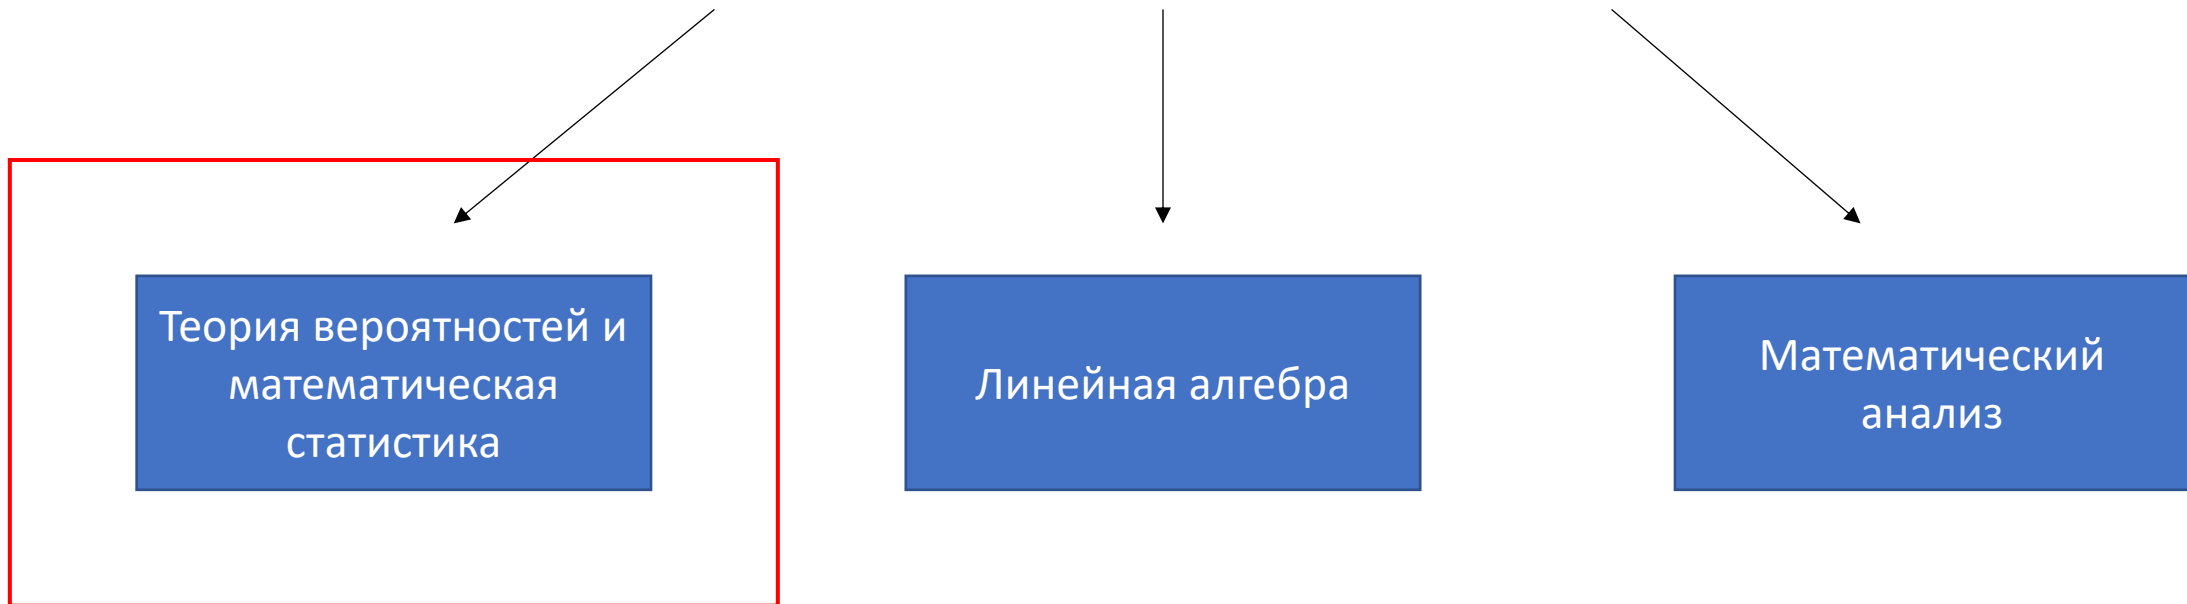 Теория вероятностей и
математическая
статистика
Линейная алгебра
Математический
анализ